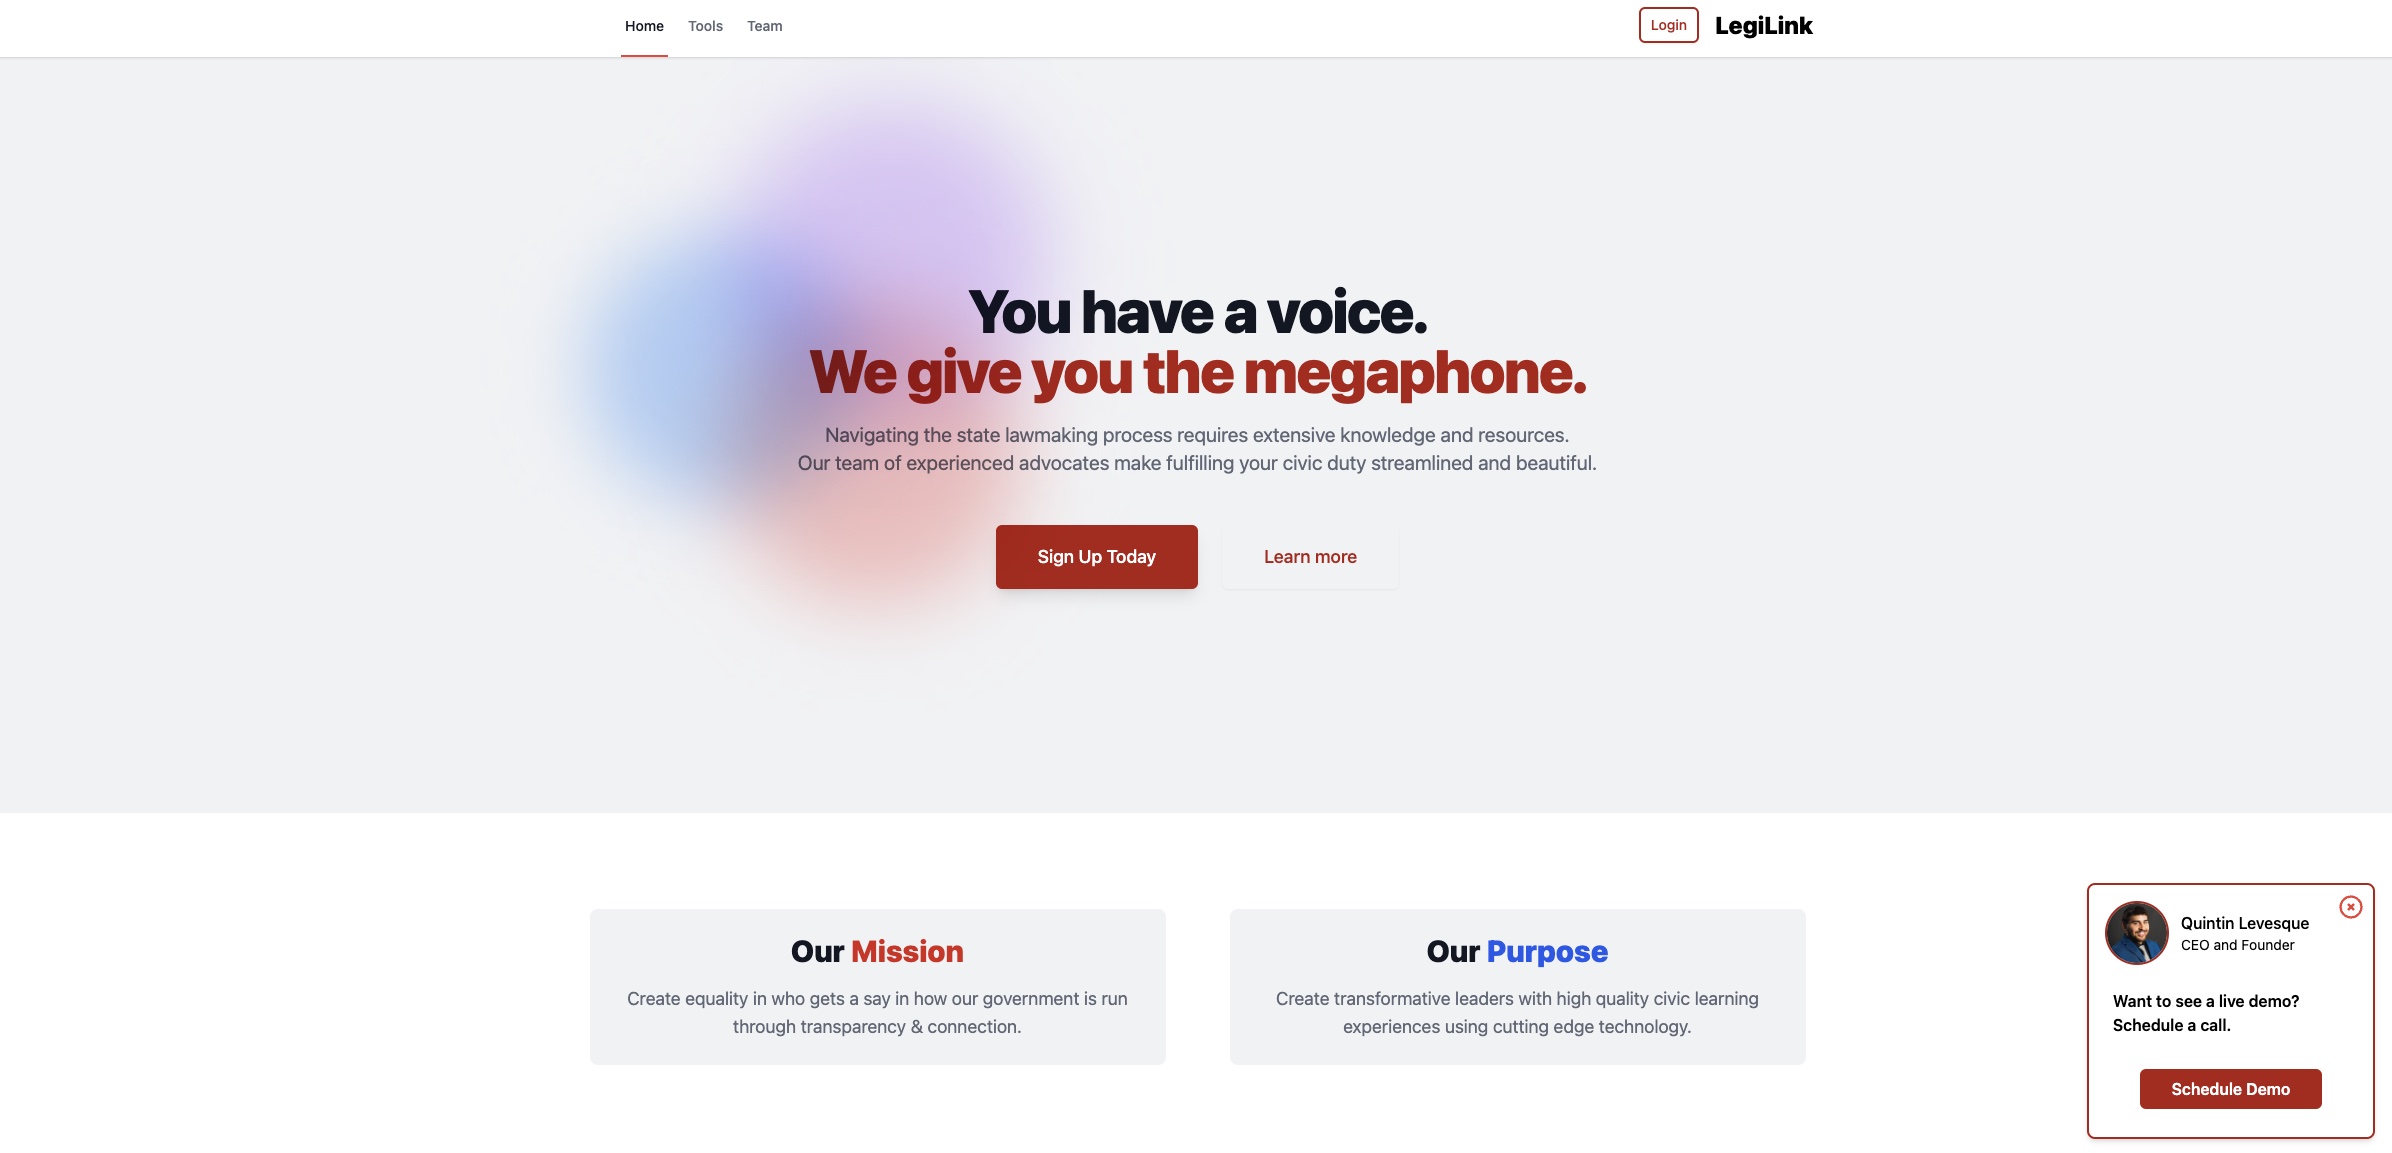 Home Tools Team Login LegiLink
You have a voice.
We give you the megaphone.
Navigating the state lawmaking process requires extensive knowledge and resources.
Our team of experienced advocates make fulfilling your civic duty streamlined and beautiful.
Sign Up Today Learn more
Our Mission
Create equality in who gets a say in how our government is run
through transparency & connection.
Our Purpose
Create transformative leaders with high quality civic learning
experiences using cutting edge technology.
Quintin Levesque
CEO and Founder
Want to see a live demo?
Schedule a call.
Schedule Demo